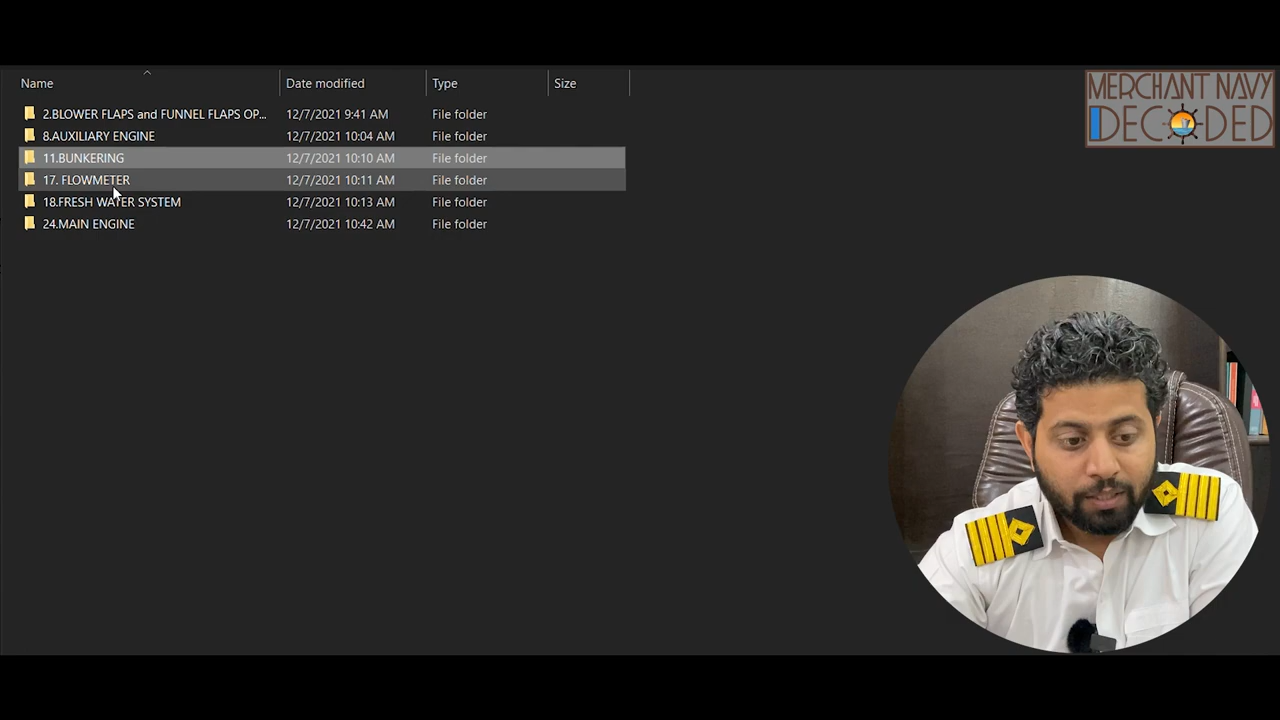 Name Date modified Type Size
2.BLOWER FLAPS and FUNNEL FLAPS OP... 12/7/2021 9:41 AM File folder
8.AUXILIARY ENGINE 12/7/2021 10:04 AM File folder
11.BUNKERING 12/7/2021 10:10 AM File folder
17. FLOWMETER 12/7/2021 10:11 AM File folder
18.FRESH WATER SYSTEM 12/7/2021 10:13 AM File folder
24.MAIN ENGINE 12/7/2021 10:42 AM File folder
MERCHANT NAVY
DECODED